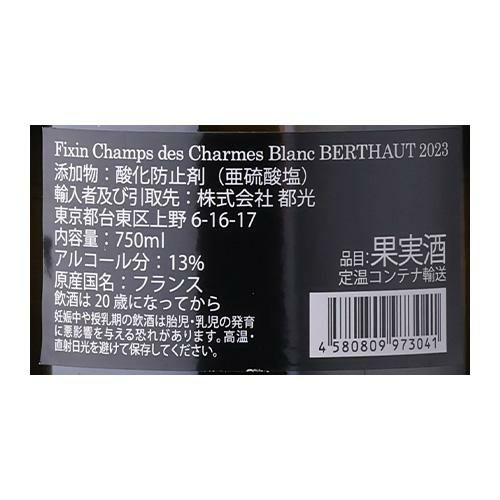 Fixin Champs des Charmes Blanc BERTHAUT 2023
添加物：酸化防止剤（亜硫酸塩）
輸入者及び引取先：株式会社 都光
東京都台東区上野 6-16-17
内容量：750ml
アルコール分：13%
原産国名：フランス
飲酒は 20 歳になってから
妊娠中や授乳期の飲酒は胎児・乳児の発育
に悪影響を与える恐れがあります。高温・
直射日光を避けて保存してください。
品目:果実酒
定温コンテナ輸送
4 580809 973041